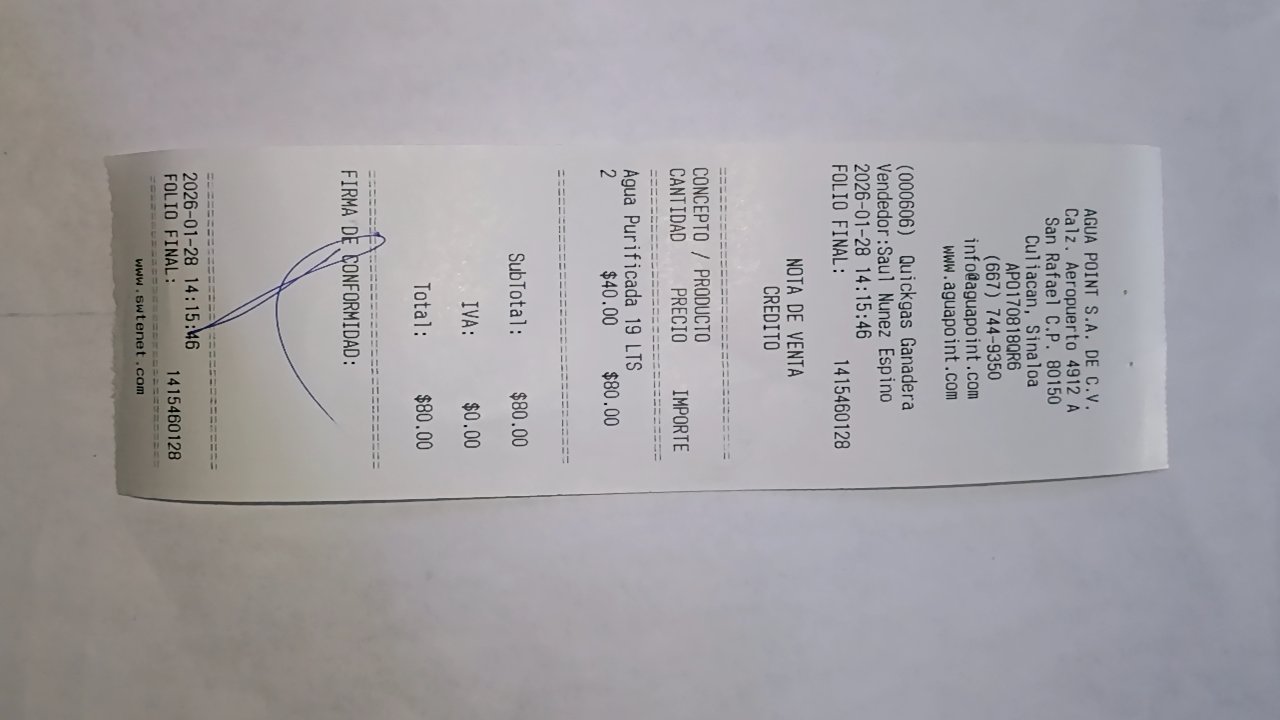 AGUA POINT S.A. DE C.V.
Calz. Aeropuerto 4912 A
San Rafael C.P. 80150
Culiacan, Sinaloa
APO170818QR6
(667) 744-9350
info@aguapoint.com
www.aguapoint.com
(000606) Quickgas Ganadera
Vendedor:Saul Nunez Espino
2026-01-28 14:15:46
FOLIO FINAL: 1415460128
NOTA DE VENTA
CREDITO
CONCEPTO / PRODUCTO
CANTIDAD PRECIO IMPORTE
Agua Purificada 19 LTS
2 $40.00 $80.00
SubTotal: $80.00
IVA: $0.00
Total: $80.00
FIRMA DE CONFORMIDAD:
2026-01-28 14:15:46
FOLIO FINAL: 1415460128
www.swtenet.com